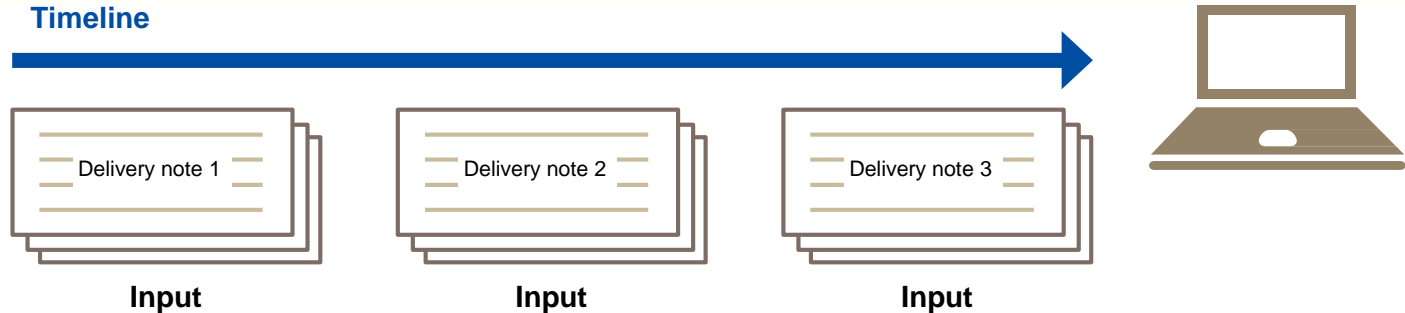 Timeline
Delivery note 1
Delivery note 2
Delivery note 3
Input
Input
Input